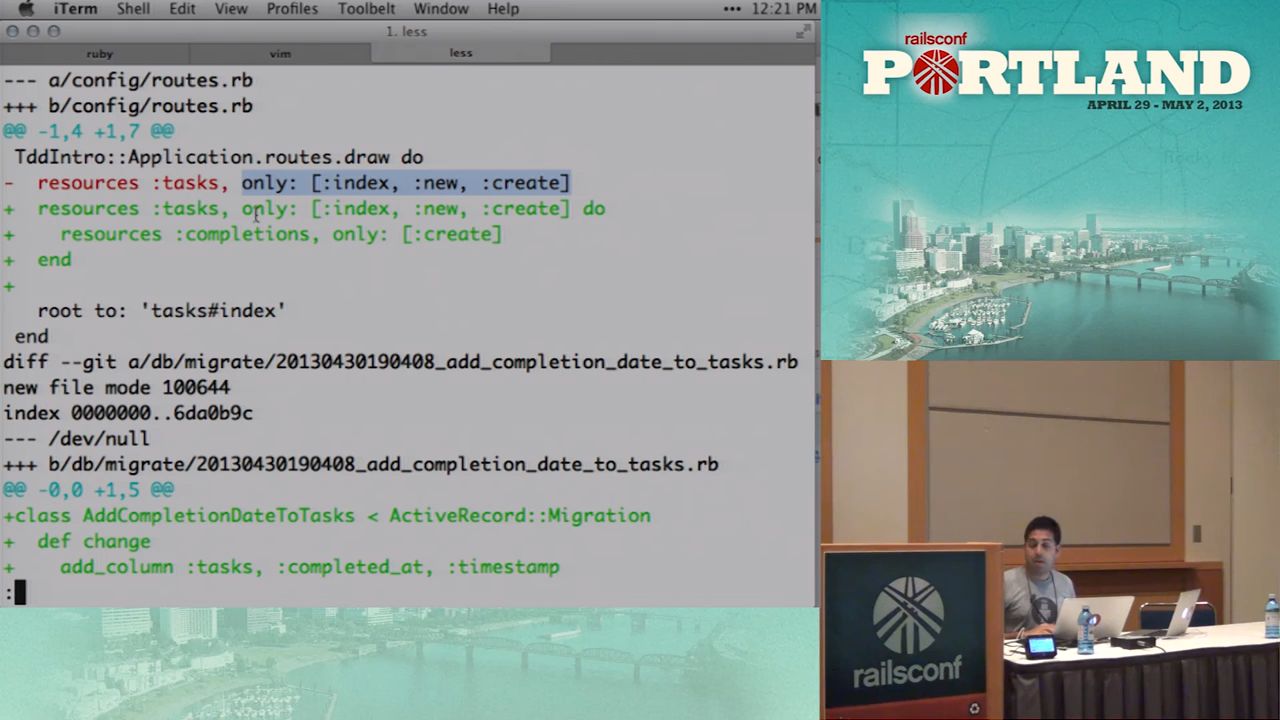 iTerm Shell Edit View Profiles Toolbelt Window Help ••• 12:21 PM
1. less
ruby vim less
--- a/config/routes.rb
+++ b/config/routes.rb
@@ -1,4 +1,7 @@
TddIntro::Application.routes.draw do
- resources :tasks, only: [:index, :new, :create]
+ resources :tasks, only: [:index, :new, :create] do
+ resources :completions, only: [:create]
+ end
+
root to: 'tasks#index'
end
diff --git a/db/migrate/20130430190408_add_completion_date_to_tasks.rb
new file mode 100644
index 0000000..6da0b9c
--- /dev/null
+++ b/db/migrate/20130430190408_add_completion_date_to_tasks.rb
@@ -0,0 +1,5 @@
+class AddCompletionDateToTasks < ActiveRecord::Migration
+ def change
+ add_column :tasks, :completed_at, :timestamp
:
railsconf
PORTLAND
APRIL 29 - MAY 2, 2013
railsconf